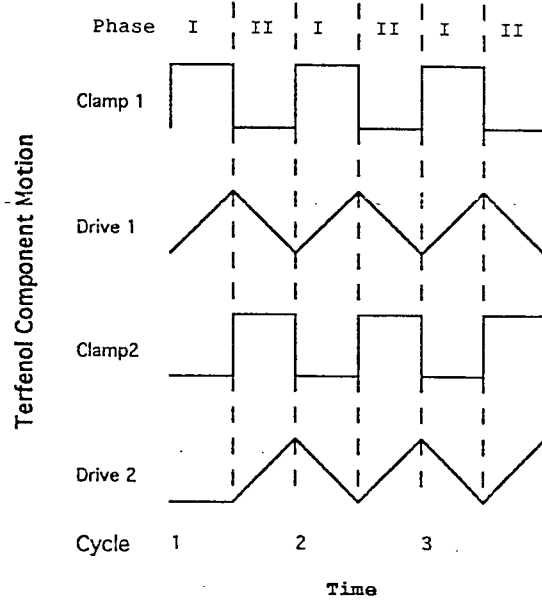 Phase I II I II I II
Clamp 1
Drive 1
Clamp2
Drive 2
Terfenol Component Motion
Cycle 1 2 3
Time